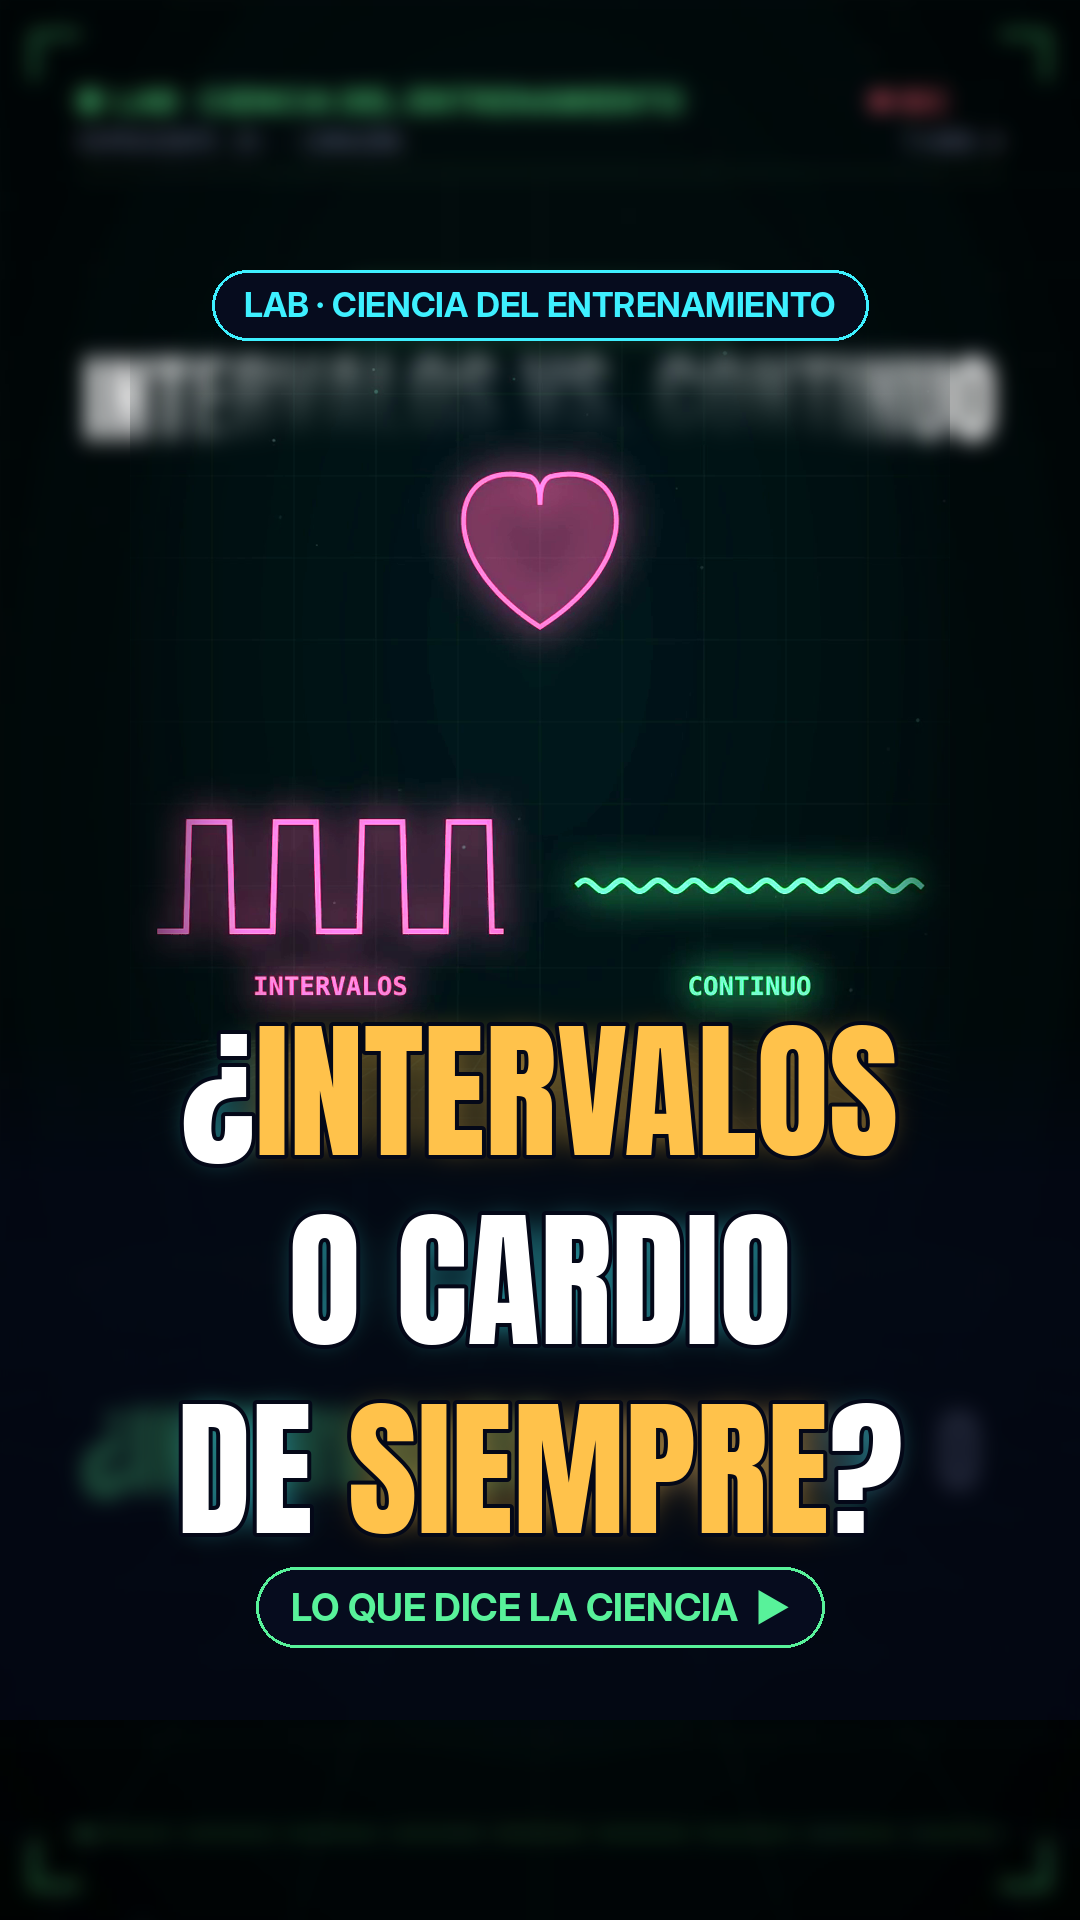 LAB · CIENCIA DEL ENTRENAMIENTO
INTERVALOS
CONTINUO
¿INTERVALOS
O CARDIO
DE SIEMPRE?
LO QUE DICE LA CIENCIA ▶